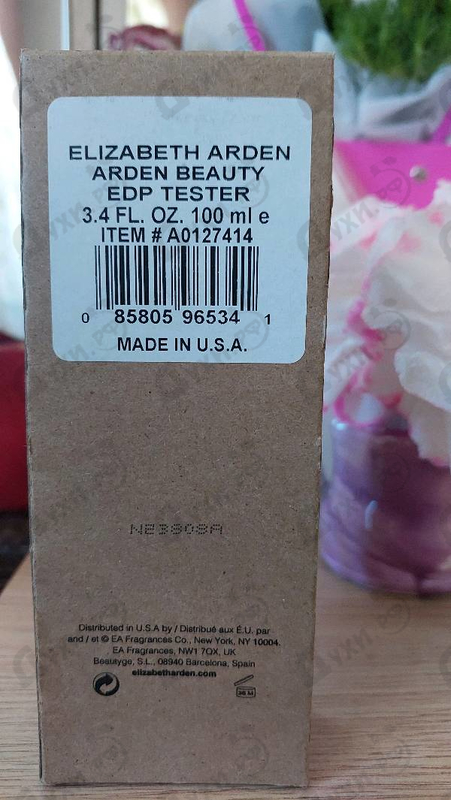 ELIZABETH ARDEN
ARDEN BEAUTY
EDP TESTER
3.4 FL. OZ. 100 ml e
ITEM # A0127414
0 85805 96534 1
MADE IN U.S.A.
N23808A
Distributed in U.S.A by / Distribué aux É.U. par
and / et © EA Fragrances Co., New York, NY 10004,
EA Fragrances, NW1 7QX, UK
Beautyge, S.L., 08940 Barcelona, Spain
elizabetharden.com